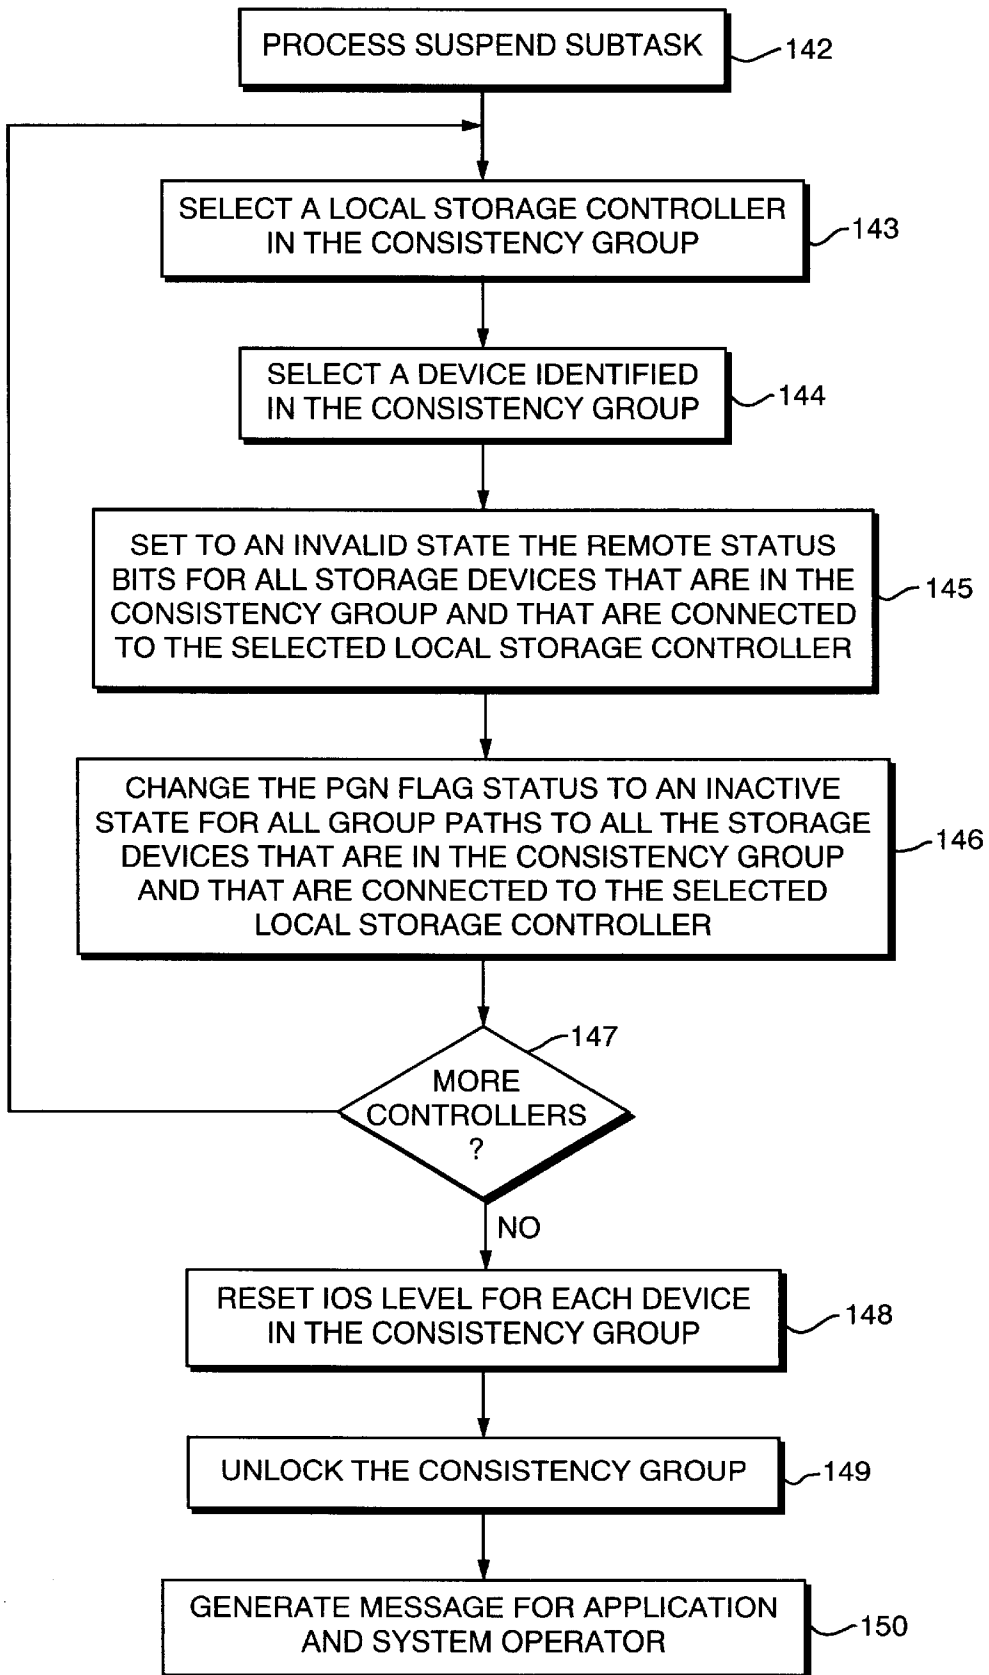 PROCESS SUSPEND SUBTASK
142
SELECT A LOCAL STORAGE CONTROLLER
IN THE CONSISTENCY GROUP
143
SELECT A DEVICE IDENTIFIED
IN THE CONSISTENCY GROUP
144
SET TO AN INVALID STATE THE REMOTE STATUS
BITS FOR ALL STORAGE DEVICES THAT ARE IN THE
CONSISTENCY GROUP AND THAT ARE CONNECTED
TO THE SELECTED LOCAL STORAGE CONTROLLER
145
CHANGE THE PGN FLAG STATUS TO AN INACTIVE
STATE FOR ALL GROUP PATHS TO ALL THE STORAGE
DEVICES THAT ARE IN THE CONSISTENCY GROUP
AND THAT ARE CONNECTED TO THE SELECTED
LOCAL STORAGE CONTROLLER
146
147
MORE
CONTROLLERS
?
NO
RESET IOS LEVEL FOR EACH DEVICE
IN THE CONSISTENCY GROUP
148
UNLOCK THE CONSISTENCY GROUP
149
GENERATE MESSAGE FOR APPLICATION
AND SYSTEM OPERATOR
150